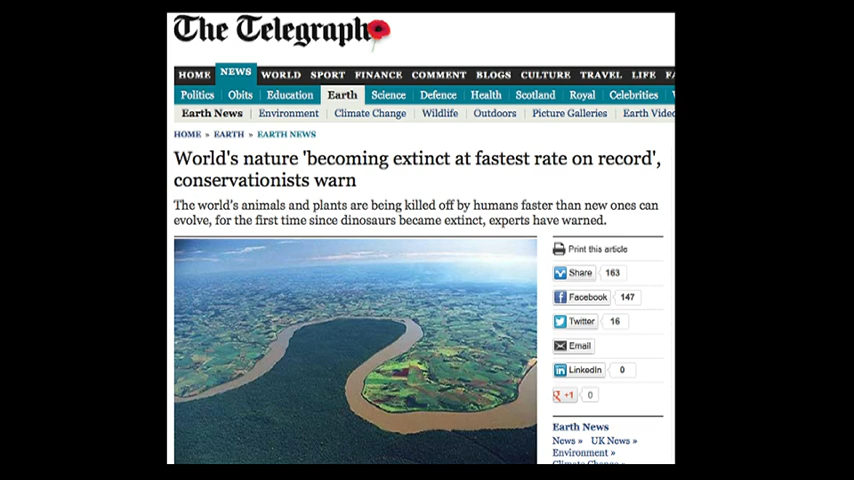 The Telegraph
HOME NEWS WORLD SPORT FINANCE COMMENT BLOGS CULTURE TRAVEL LIFE
Politics Obits Education Earth Science Defence Health Scotland Royal Celebrities
Earth News Environment Climate Change Wildlife Outdoors Picture Galleries Earth Video
HOME » EARTH » EARTH NEWS
World's nature 'becoming extinct at fastest rate on record',
conservationists warn
The world's animals and plants are being killed off by humans faster than new ones can
evolve, for the first time since dinosaurs became extinct, experts have warned.
Print this article
Share 163
Facebook 147
Twitter 16
Email
LinkedIn 0
+1 0
Earth News
News » UK News »
Environment »
Climate Change »